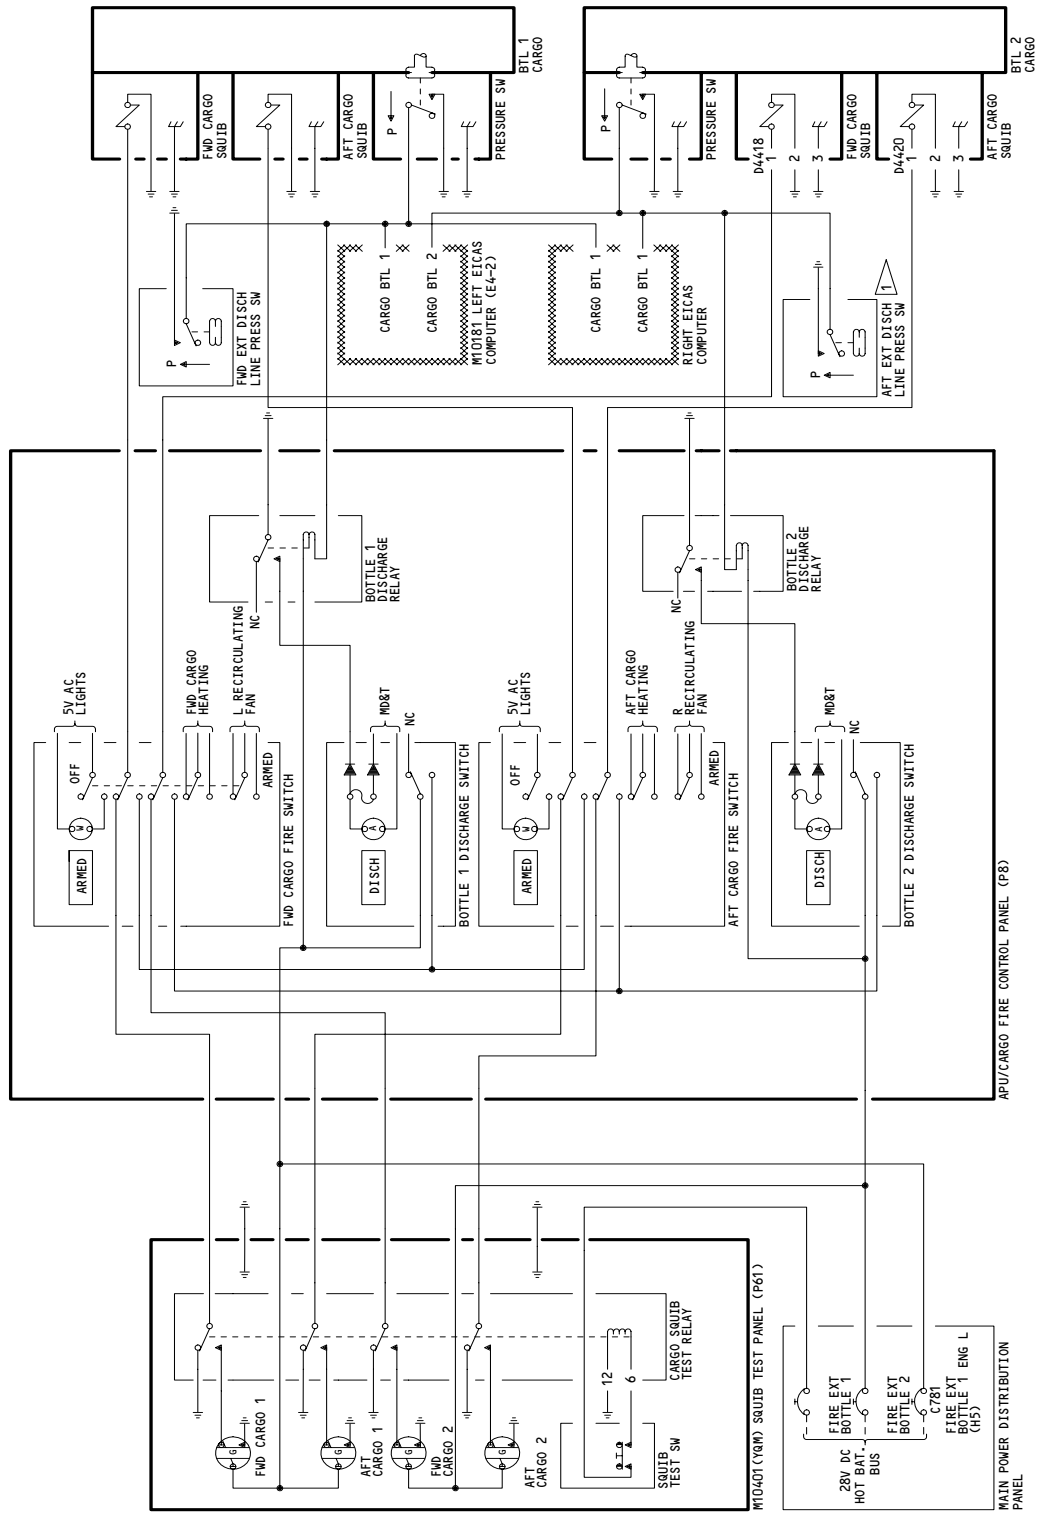 BTL 1
CARGO
BTL 2
CARGO
FWD CARGO
SQUIB
AFT CARGO
SQUIB
P
PRESSURE SW
P
PRESSURE SW
D4418
1
2
3
FWD CARGO
SQUIB
D4420
1
2
3
AFT CARGO
SQUIB
P
FWD EXT DISCH
LINE PRESS SW
CARGO BTL 1
CARGO BTL 2
M10181 LEFT EICAS
COMPUTER (E4-2)
CARGO BTL 1
CARGO BTL 1
RIGHT EICAS
COMPUTER
P
AFT EXT DISCH
LINE PRESS SW
1
NC
BOTTLE 1
DISCHARGE
RELAY
NC
BOTTLE 2
DISCHARGE
RELAY
5V AC
LIGHTS
FWD CARGO
HEATING
L RECIRCULATING
FAN
OFF
ARMED
W
ARMED
FWD CARGO FIRE SWITCH
MD&T
NC
A
DISCH
BOTTLE 1 DISCHARGE SWITCH
5V AC
LIGHTS
AFT CARGO
HEATING
R
RECIRCULATING
FAN
OFF
ARMED
W
ARMED
AFT CARGO FIRE SWITCH
MD&T
NC
A
DISCH
BOTTLE 2 DISCHARGE SWITCH
APU/CARGO FIRE CONTROL PANEL (P8)
G
FWD CARGO 1
G
AFT
CARGO 1
G
FWD
CARGO 2
G
AFT
CARGO 2
12
6
CARGO SQUIB
TEST RELAY
T
SQUIB
TEST SW
M10401(YQM) SQUIB TEST PANEL (P61)
28V DC
HOT BAT.
BUS
FIRE EXT
BOTTLE 1
FIRE EXT
BOTTLE 2
C781
FIRE EXT
BOTTLE 1 ENG L
(H5)
MAIN POWER DISTRIBUTION
PANEL